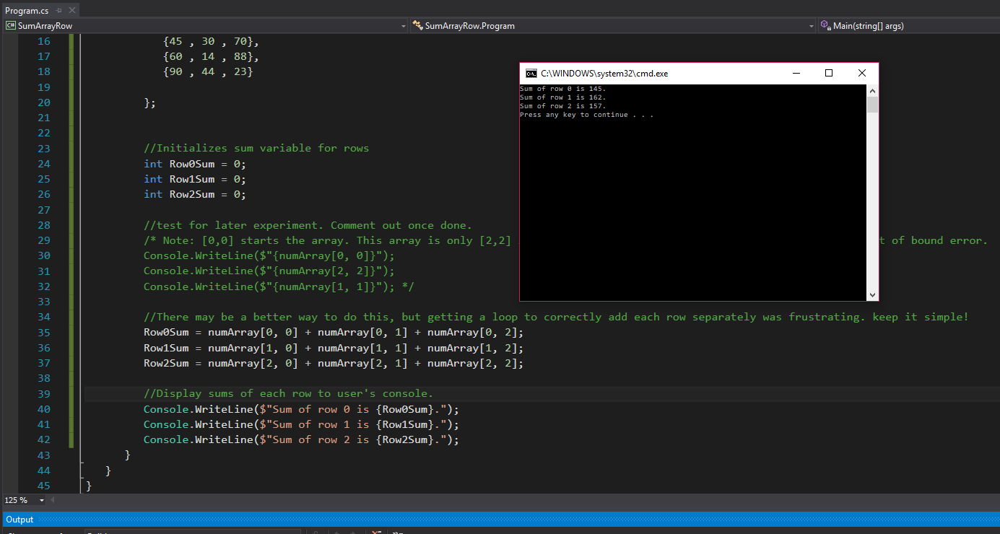 Program.cs
SumArrayRow
SumArrayRow.Program
Main(string[] args)
16 {45 , 30 , 70},
17 {60 , 14 , 88},
18 {90 , 44 , 23}
19
20 };
21
22
23 //Initializes sum variable for rows
24 int Row0Sum = 0;
25 int Row1Sum = 0;
26 int Row2Sum = 0;
27
28 //test for later experiment. Comment out once done.
29 /* Note: [0,0] starts the array. This array is only [2,2] t of bound error.
30 Console.WriteLine($"{numArray[0, 0]}");
31 Console.WriteLine($"{numArray[2, 2]}");
32 Console.WriteLine($"{numArray[1, 1]}"); */
33
34 //There may be a better way to do this, but getting a loop to correctly add each row separately was frustrating. keep it simple!
35 Row0Sum = numArray[0, 0] + numArray[0, 1] + numArray[0, 2];
36 Row1Sum = numArray[1, 0] + numArray[1, 1] + numArray[1, 2];
37 Row2Sum = numArray[2, 0] + numArray[2, 1] + numArray[2, 2];
38
39 //Display sums of each row to user's console.
40 Console.WriteLine($"Sum of row 0 is {Row0Sum}.");
41 Console.WriteLine($"Sum of row 1 is {Row1Sum}.");
42 Console.WriteLine($"Sum of row 2 is {Row2Sum}.");
43 }
44 }
45 }
C:\WINDOWS\system32\cmd.exe
Sum of row 0 is 145.
Sum of row 1 is 162.
Sum of row 2 is 157.
Press any key to continue . . .
125 %
Output